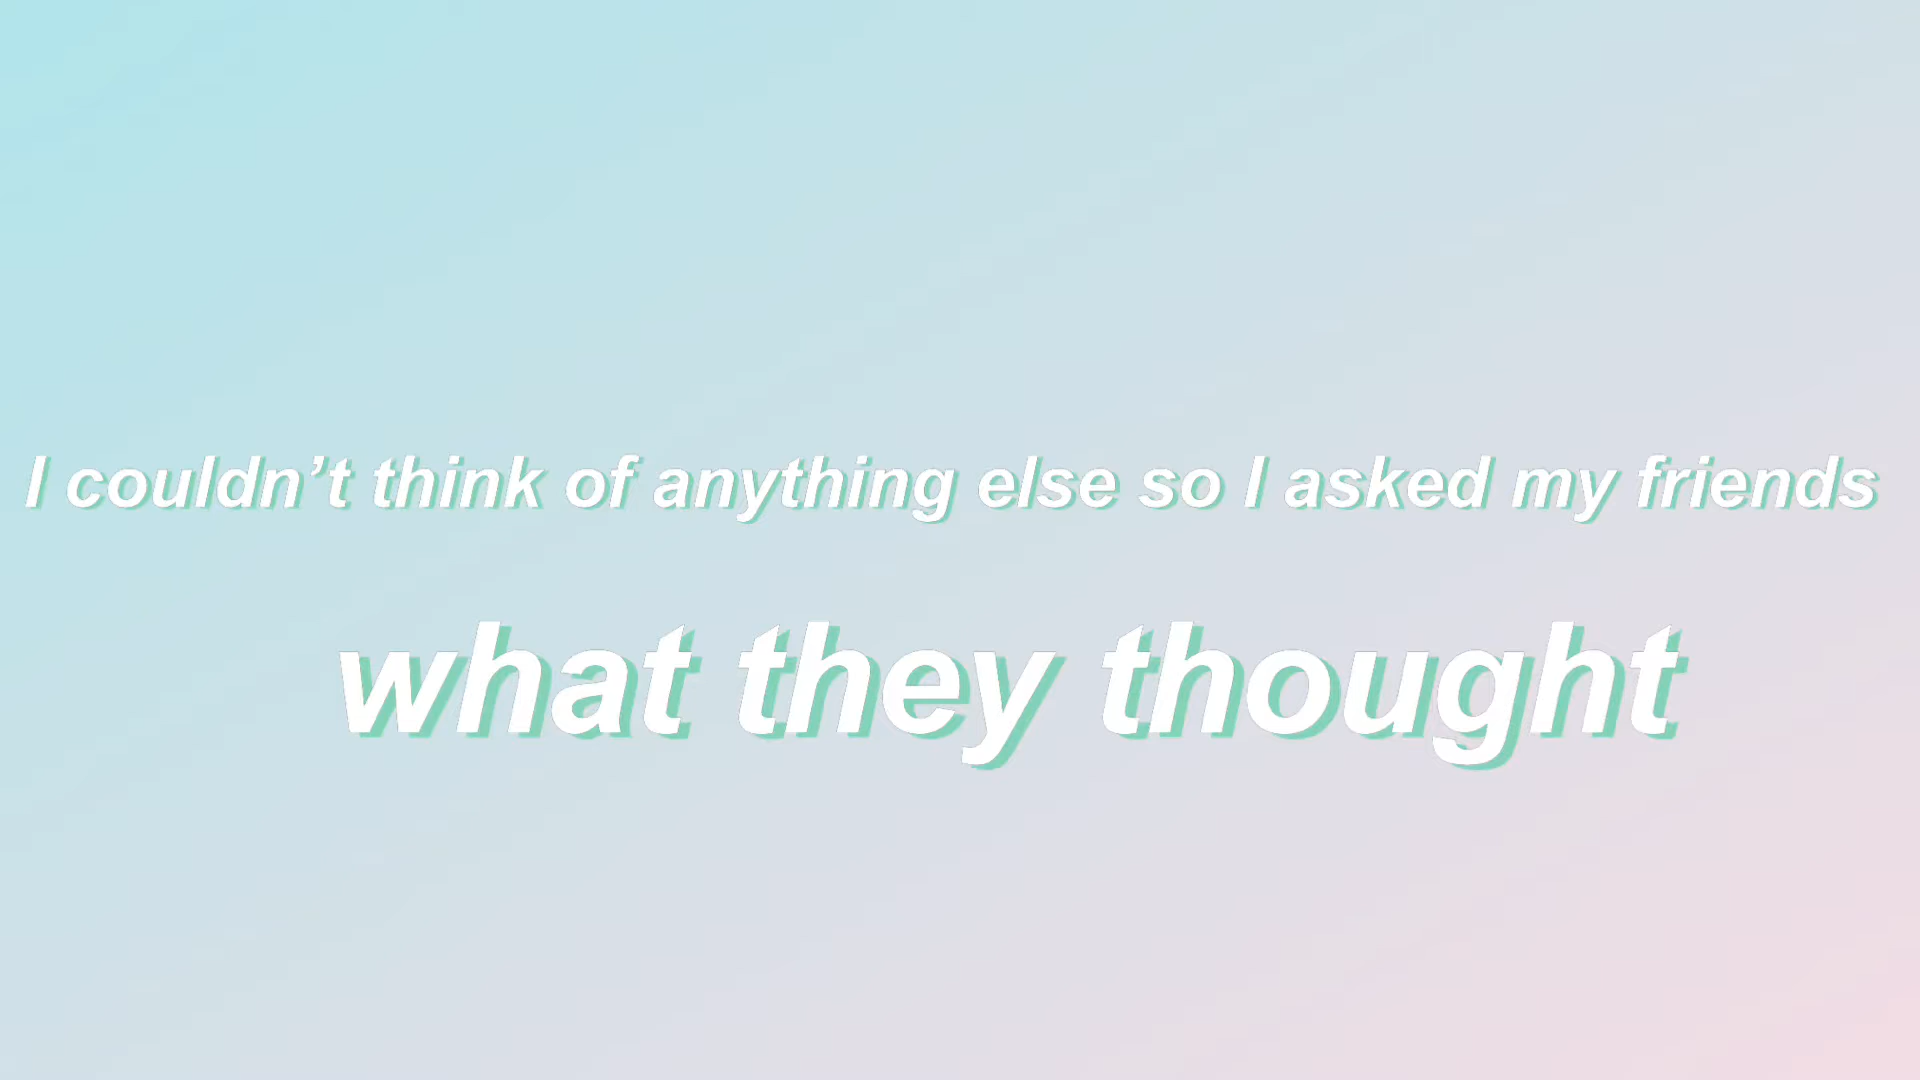 I couldn’t think of anything else so I asked my friends
what they thought